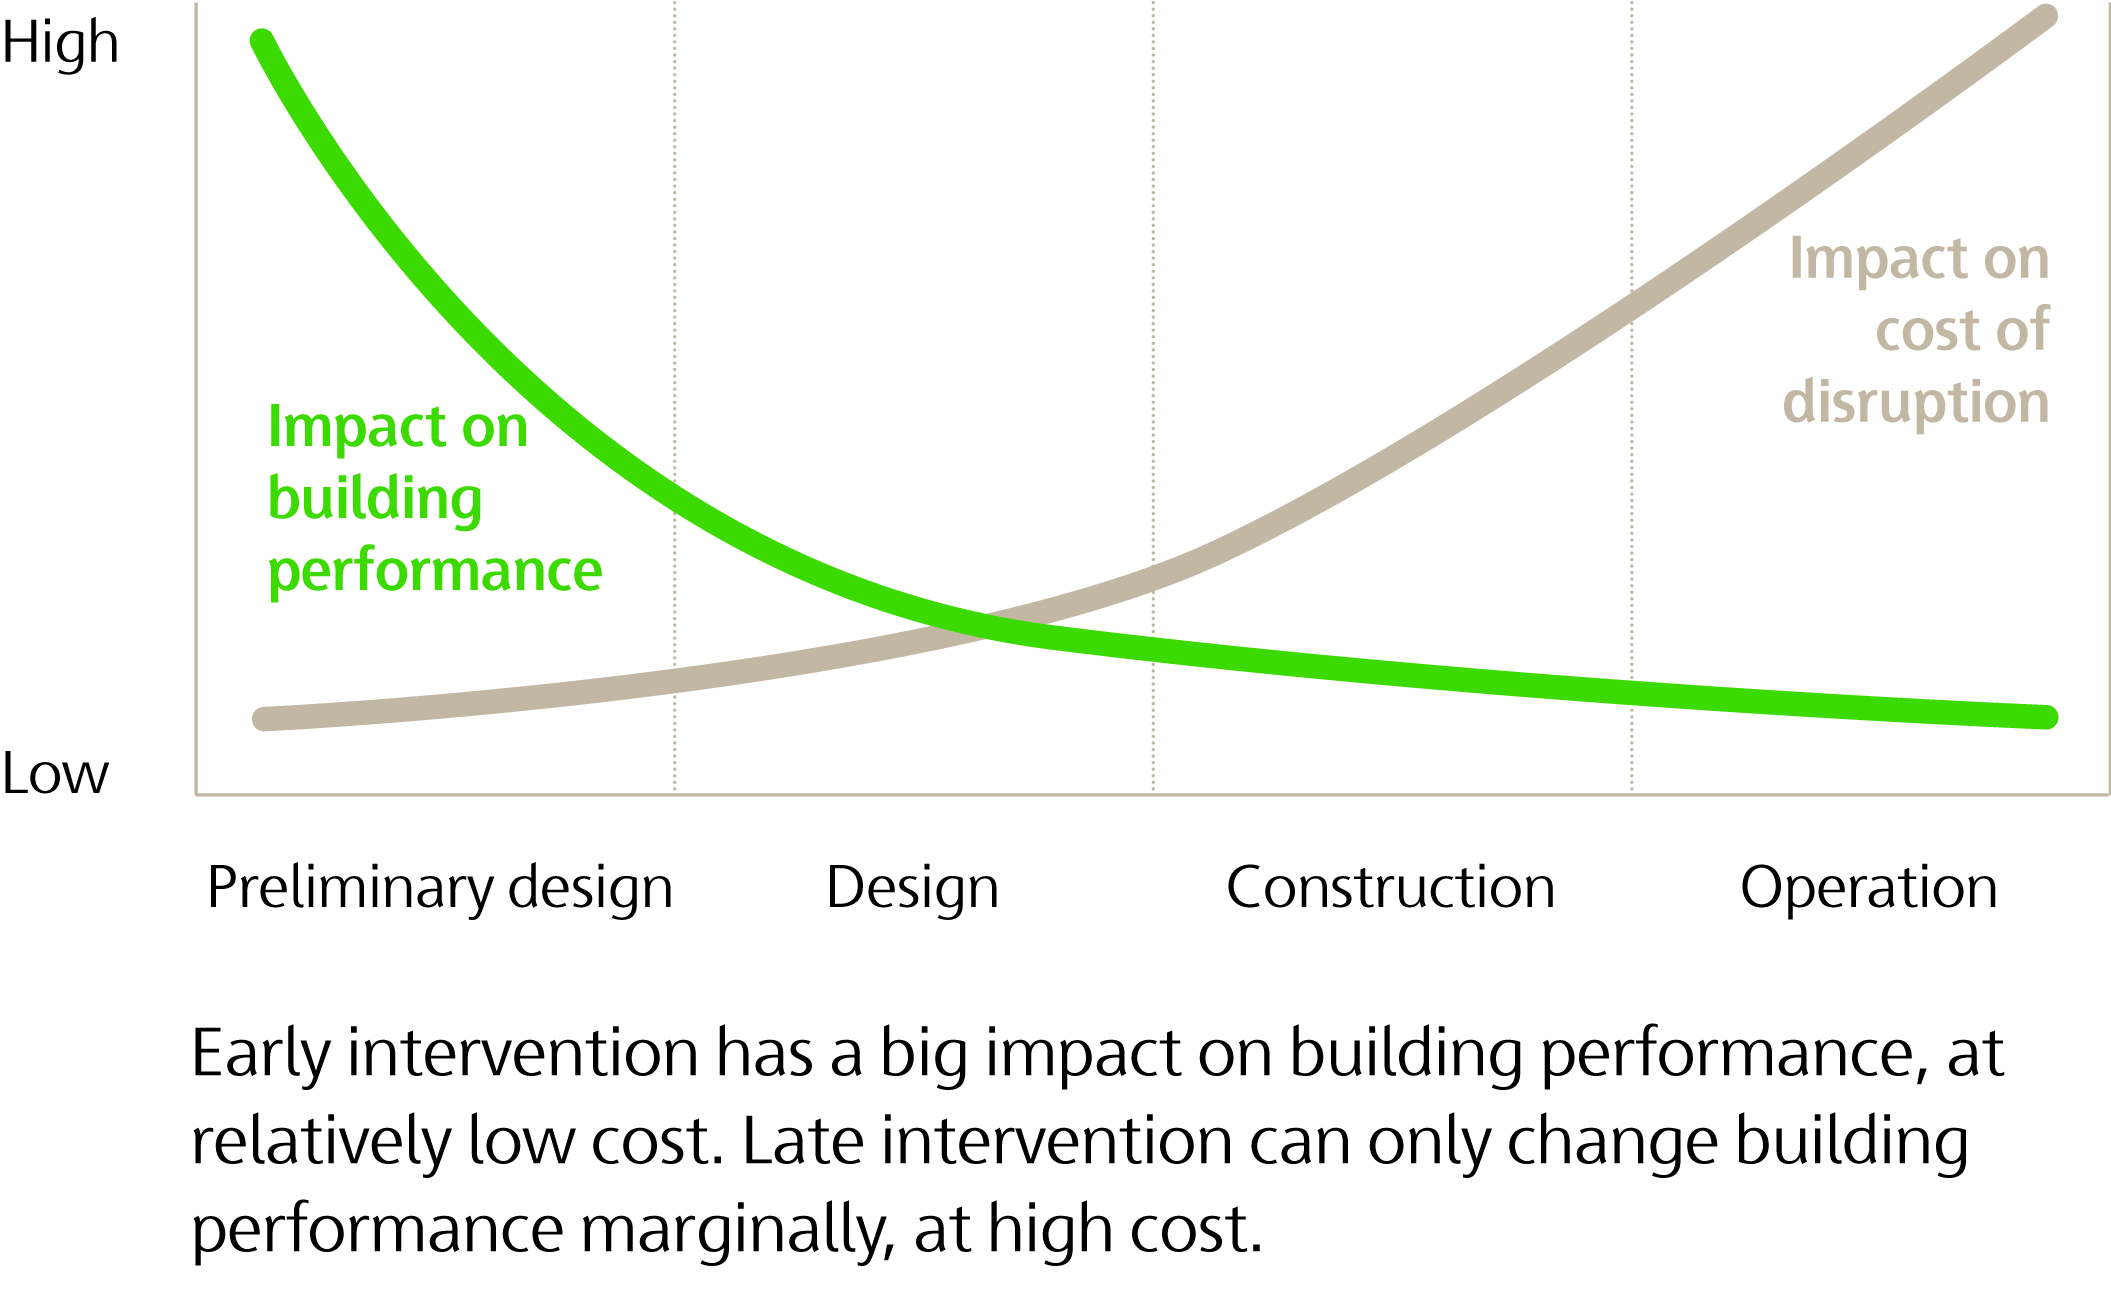 High
Impact on
cost of
disruption
Impact on
building
performance
Low
Preliminary design
Design
Construction
Operation
Early intervention has a big impact on building performance, at
relatively low cost. Late intervention can only change building
performance marginally, at high cost.